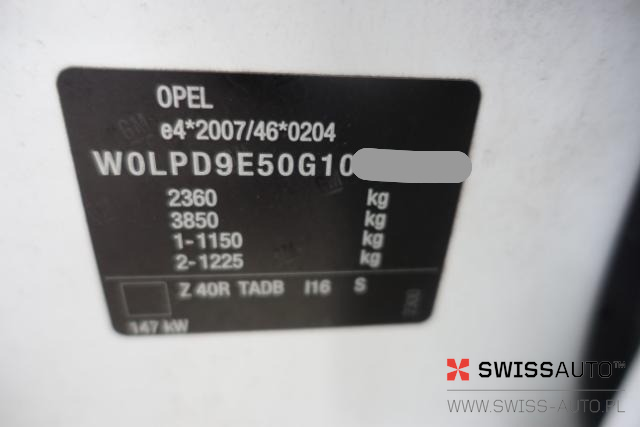 OPEL
e4*2007/46*0204
W0LPD9E50G10
2360 kg
3850 kg
1-1150 kg
2-1225 kg
Z 40R TADB I16 S
147 kW
SWISSAUTO™
WWW.SWISS-AUTO.PL